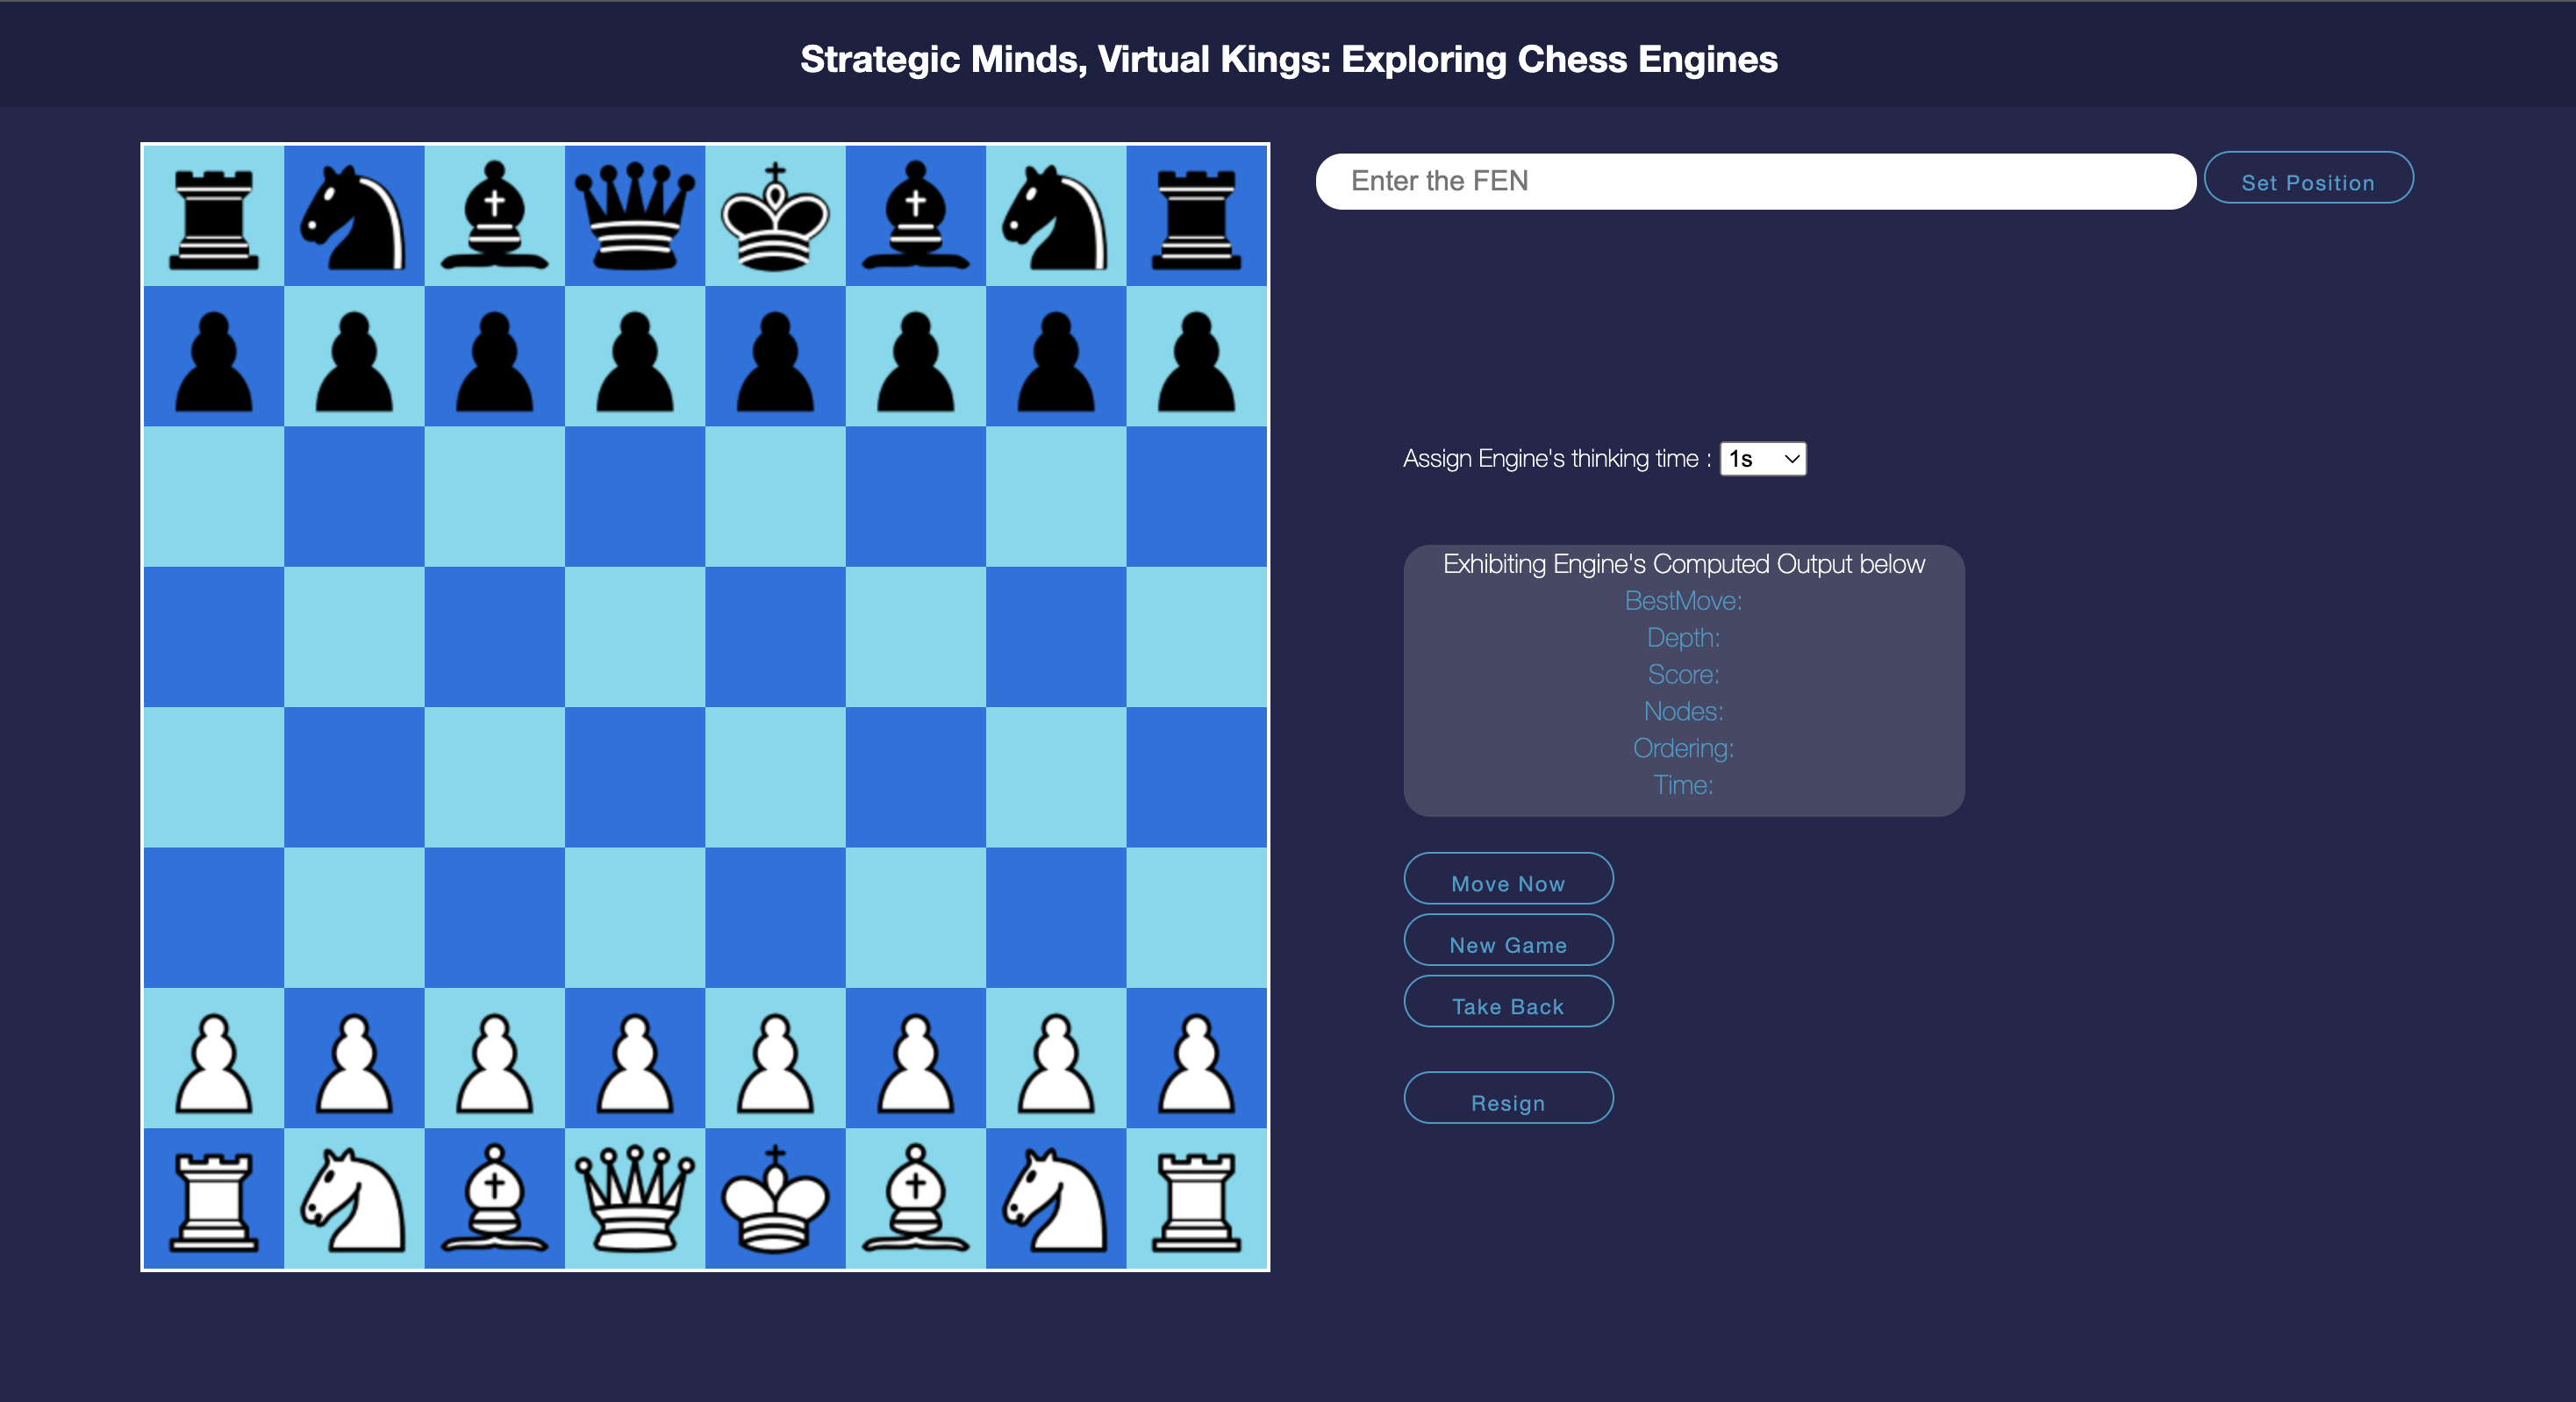 Strategic Minds, Virtual Kings: Exploring Chess Engines
Enter the FEN
Set Position
Assign Engine's thinking time : 1s
Exhibiting Engine's Computed Output below
BestMove:
Depth:
Score:
Nodes:
Ordering:
Time:
Move Now
New Game
Take Back
Resign